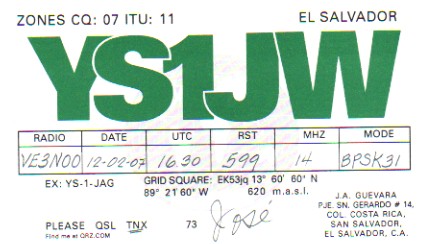 ZONES CQ: 07 ITU: 11 EL SALVADOR
YS1JW
RADIO DATE UTC RST MHZ MODE
VE3NOO 12-02-07 16.30 599 14 BPSK31
EX: YS-1-JAG GRID SQUARE: EK53jq 13° 60' 60" N
89° 21'60" W 620 m.a.s.l.
J.A. GUEVARA
PJE. SN. GERARDO # 14,
COL. COSTA RICA,
SAN SALVADOR,
EL SALVADOR, C.A.
PLEASE QSL TNX 73 José
Find me at QRZ.COM